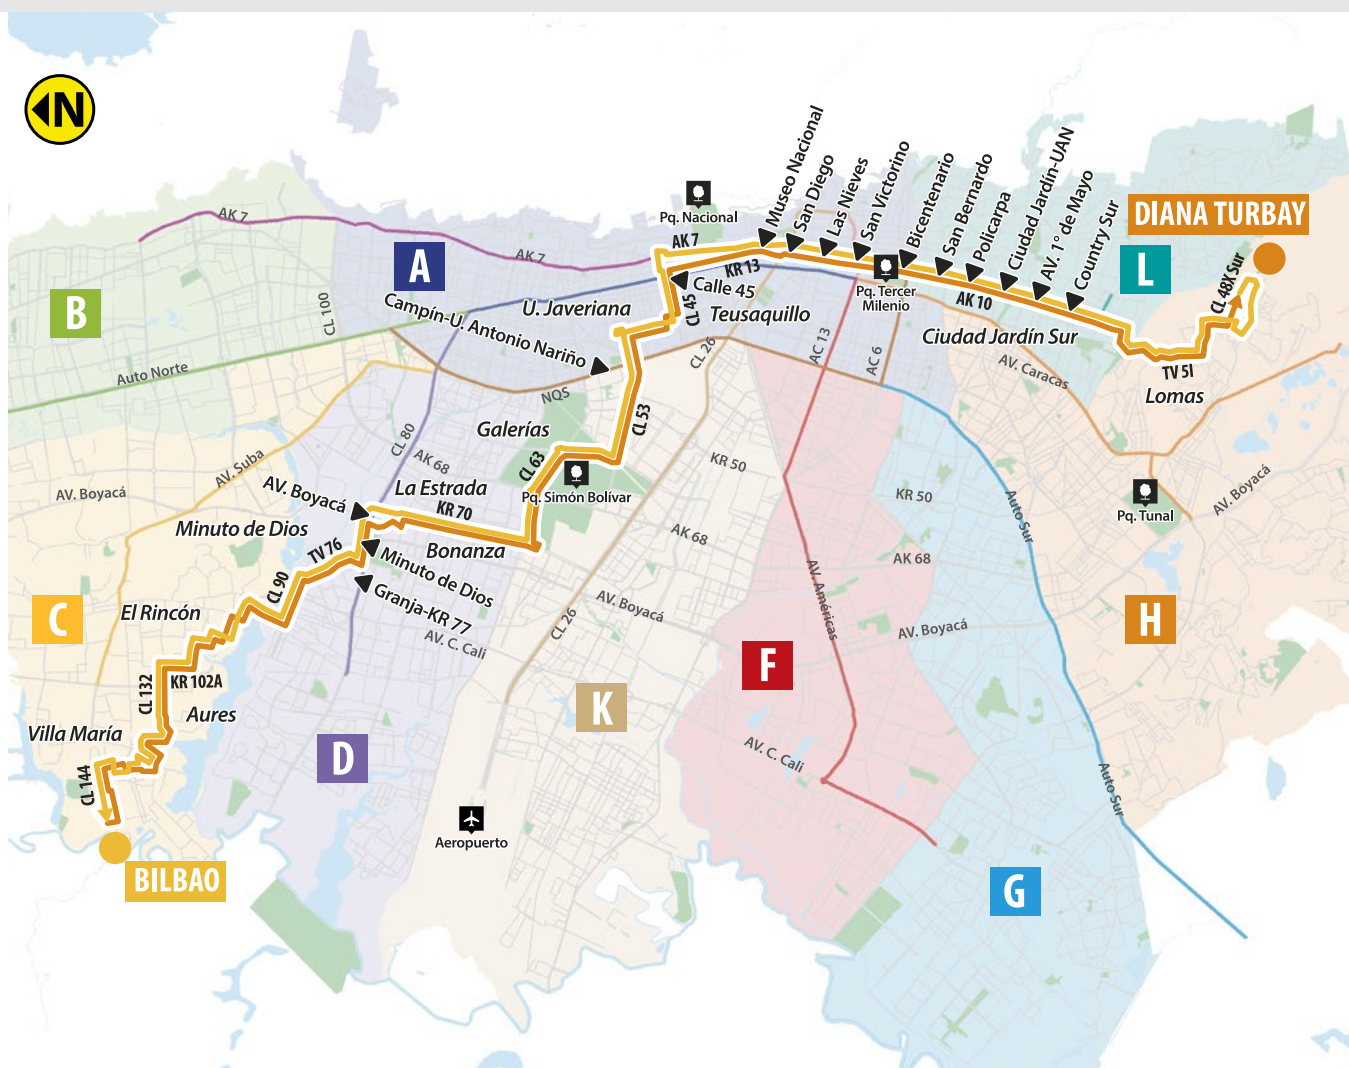 N
AK 7
AK 7
CL 100
Auto Norte
B
A
Campín-U. Antonio Nariño
U. Javeriana
Pq. Nacional
AK 7
KR 13
Calle 45
CL 45
Teusaquillo
Museo Nacional
San Diego
Las Nieves
San Victorino
Bicentenario
San Bernardo
Policarpa
Ciudad Jardín-UAN
AV. 1° de Mayo
Country Sur
DIANA TURBAY
L
CL 48X Sur
Pq. Tercer
Milenio
AK 10
Ciudad Jardín Sur
TV 5I
Lomas
AV. Caracas
AC 13
AC 6
CL 26
NQS
CL 53
Galerías
CL 63
Pq. Simón Bolívar
CL 80
AK 68
La Estrada
KR 70
Bonanza
AV. Suba
AV. Boyacá
AV. Boyacá
Minuto de Dios
TV 76
Minuto de Dios
Granja-KR 77
CL 90
AV. C. Cali
KR 50
AK 68
AV. Boyacá
CL 26
KR 50
AK 68
AV. Boyacá
AV. Américas
Auto Sur
Pq. Tunal
AV. Boyacá
C
El Rincón
CL 132
KR 102A
Aures
Villa María
CL 144
BILBAO
D
K
F
H
AV. C. Cali
Auto Sur
Aeropuerto
G